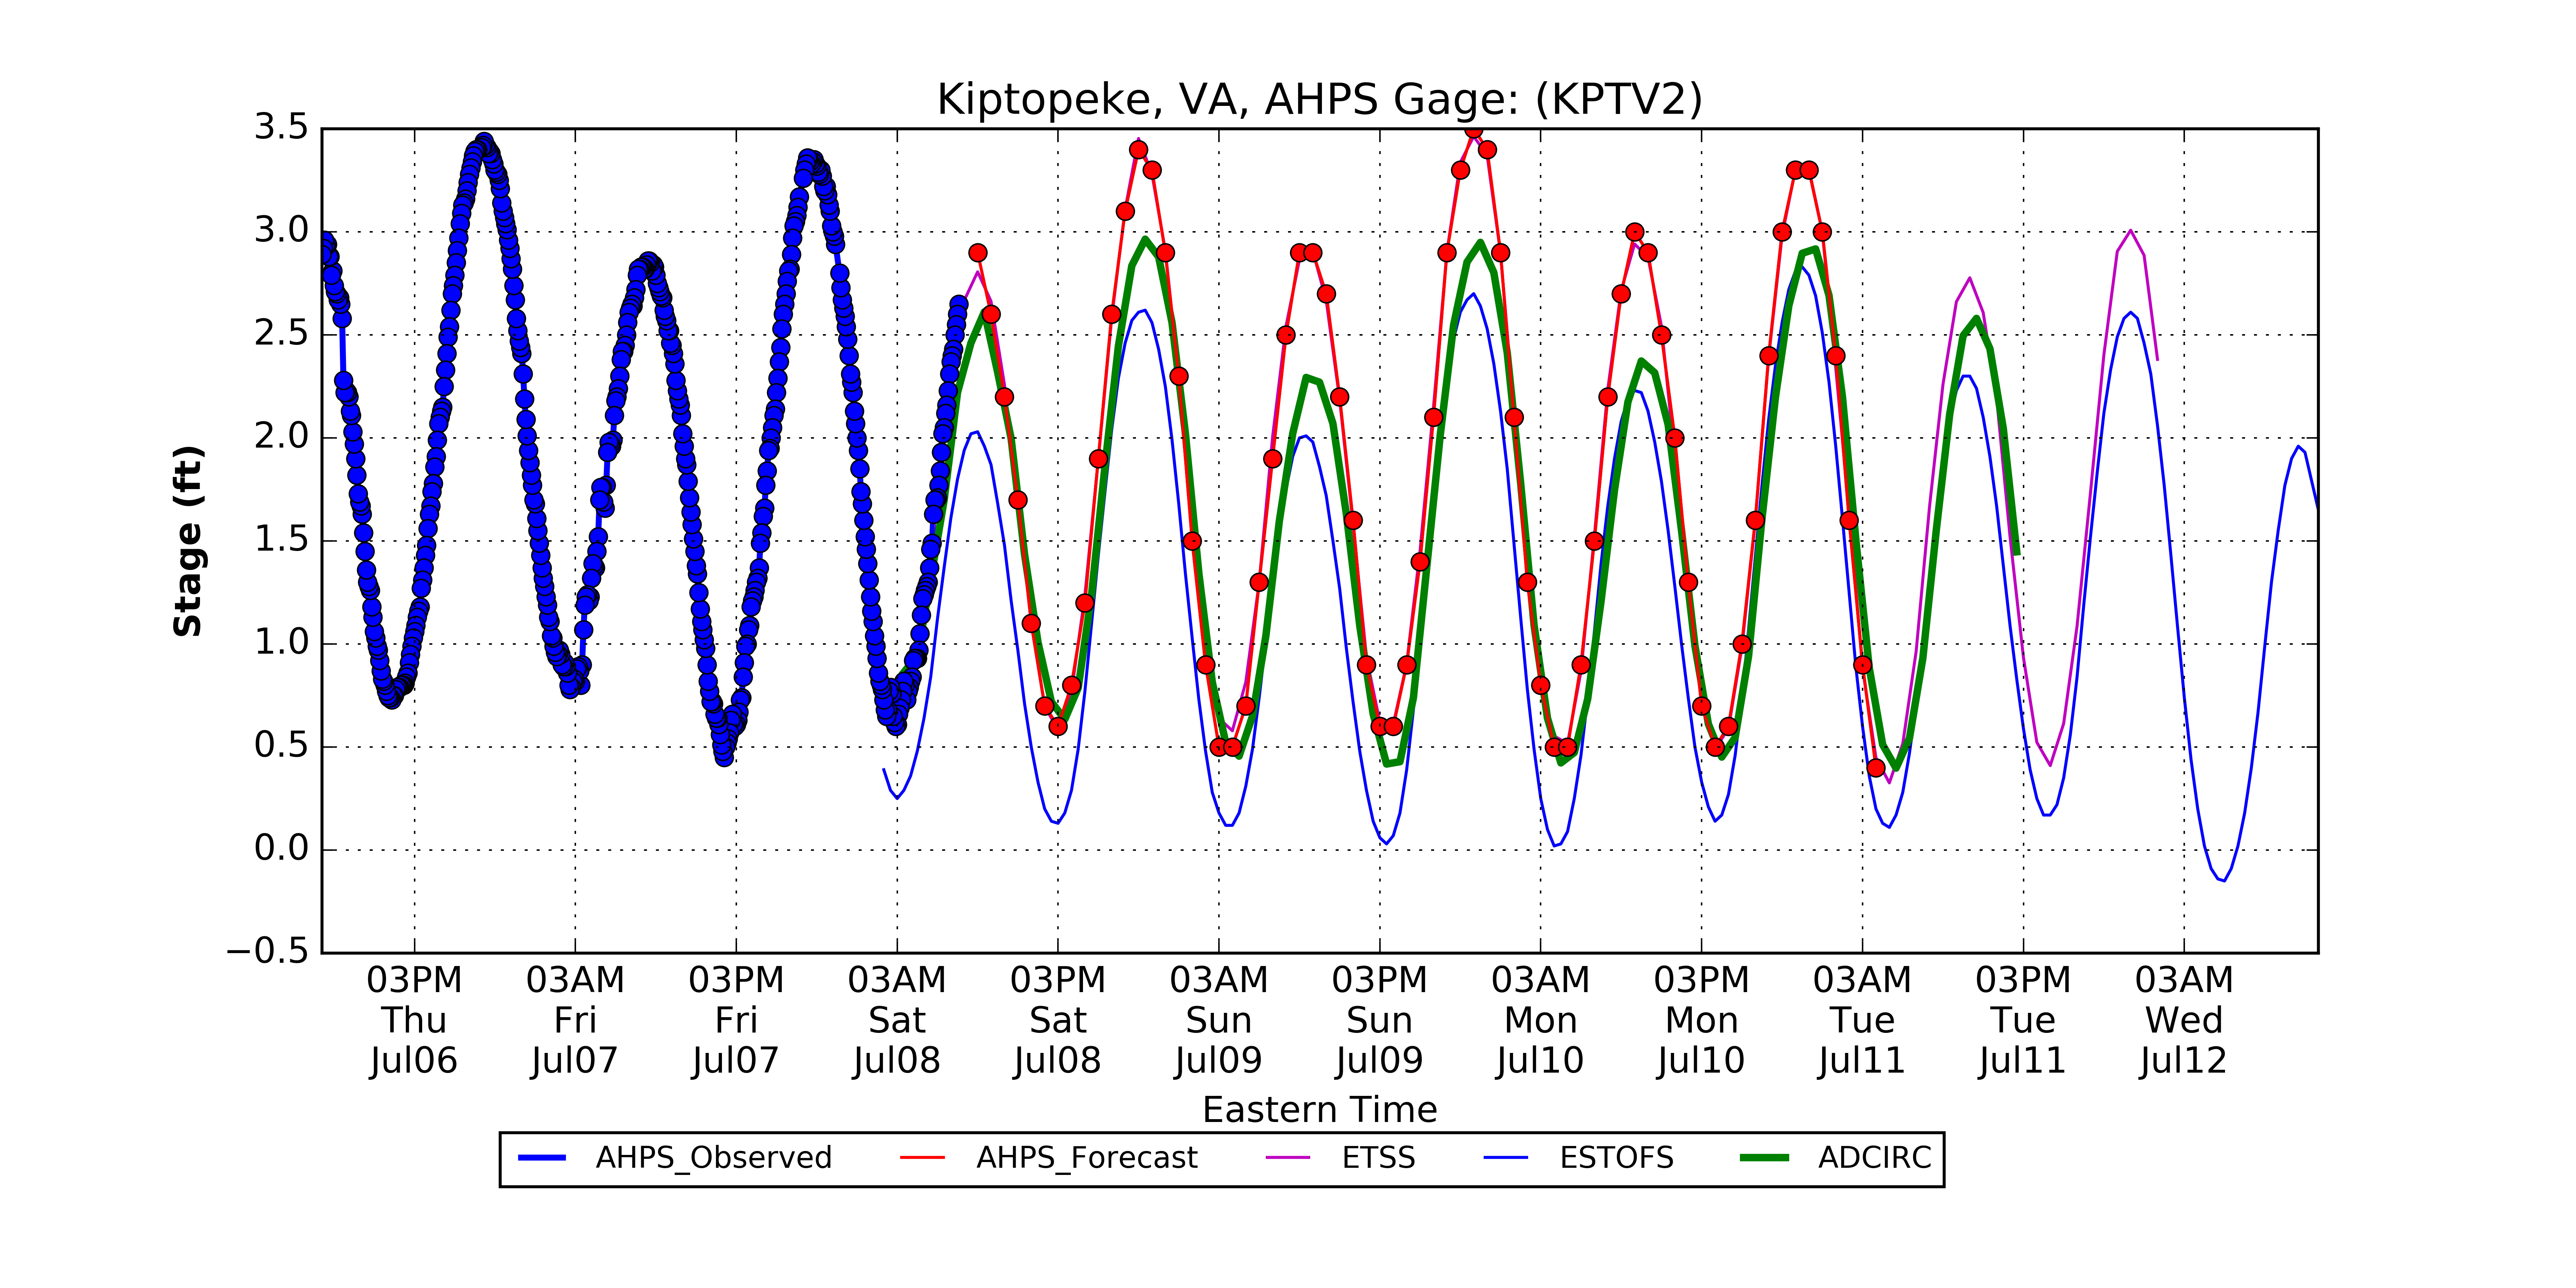 Kiptopeke, VA, AHPS Gage: (KPTV2)
3.5
3.0
2.5
2.0
1.5
1.0
0.5
0.0
−0.5
Stage (ft)
03PM 03AM 03PM 03AM 03PM 03AM 03PM 03AM 03PM 03AM 03PM 03AM
Thu Fri Fri Sat Sat Sun Sun Mon Mon Tue Tue Wed
Jul06 Jul07 Jul07 Jul08 Jul08 Jul09 Jul09 Jul10 Jul10 Jul11 Jul11 Jul12
Eastern Time
AHPS_Observed AHPS_Forecast ETSS ESTOFS ADCIRC